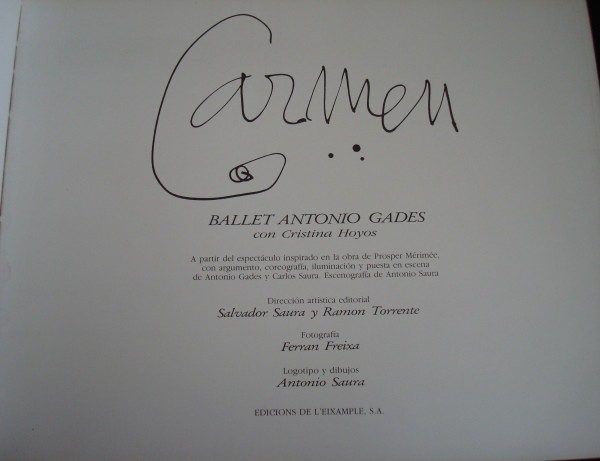 Carmen
BALLET ANTONIO GADES
con Cristina Hoyos
A partir del espectáculo inspirado en la obra de Prosper Mérimée,
con argumento, coreografía, iluminación y puesta en escena
de Antonio Gades y Carlos Saura. Escenografía de Antonio Saura
Dirección artística editorial
Salvador Saura y Ramon Torrente
Fotografía
Ferran Freixa
Logotipo y dibujos
Antonio Saura
EDICIONS DE L'EIXAMPLE, S.A.